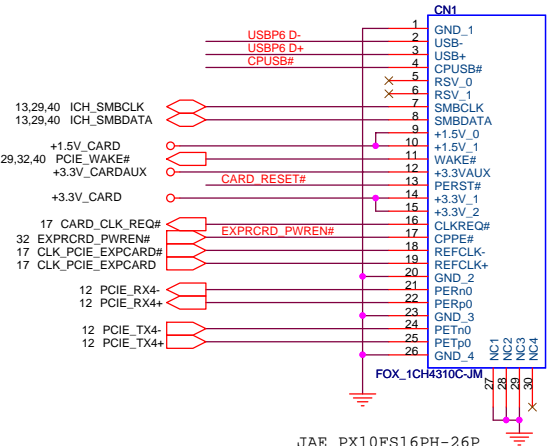 CN1
1 GND_1
USBP6 D- 2 USB-
USBP6 D+ 3 USB+
CPUSB# 4 CPUSB#
5 RSV_0
6 RSV_1
13,29,40 ICH_SMBCLK 7 SMBCLK
13,29,40 ICH_SMBDATA 8 SMBDATA
9 +1.5V_0
+1.5V_CARD 10 +1.5V_1
29,32,40 PCIE_WAKE# 11 WAKE#
+3.3V_CARDAUX 12 +3.3VAUX
CARD_RESET# 13 PERST#
+3.3V_CARD 14 +3.3V_1
15 +3.3V_2
17 CARD_CLK_REQ# 16 CLKREQ#
32 EXPRCRD_PWREN# EXPRCRD_PWREN# 17 CPPE#
17 CLK_PCIE_EXPCARD# 18 REFCLK-
17 CLK_PCIE_EXPCARD 19 REFCLK+
20 GND_2
12 PCIE_RX4- 21 PERn0
12 PCIE_RX4+ 22 PERp0
23 GND_3
12 PCIE_TX4- 24 PETn0
12 PCIE_TX4+ 25 PETp0
26 GND_4
NC1 NC2 NC3 NC4
FOX_1CH4310C-JM
27 28 29 30
JAE PX10FS16PH-26P